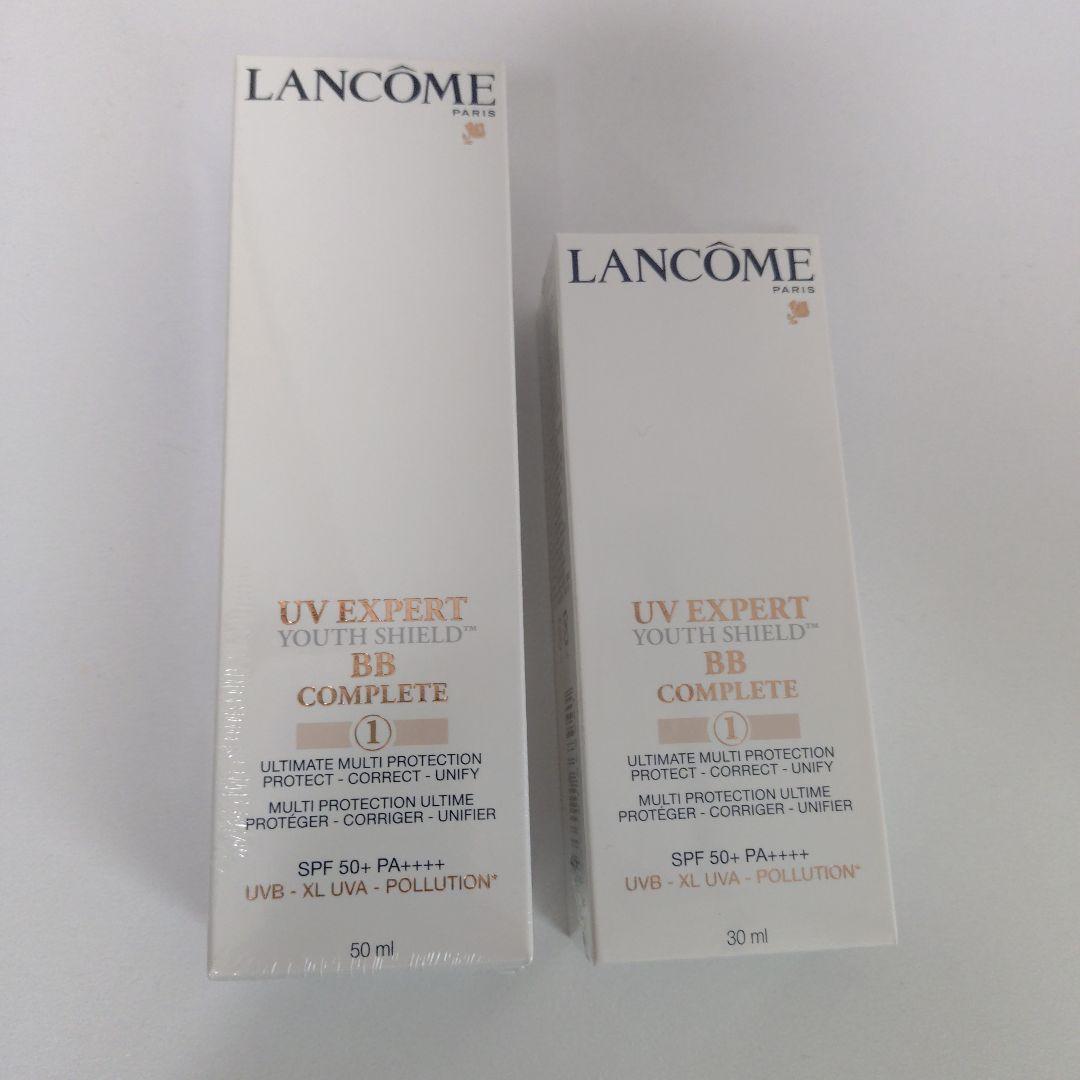 LANCÔME
PARIS
UV EXPERT
YOUTH SHIELD™
BB
COMPLETE
1
ULTIMATE MULTI PROTECTION
PROTECT - CORRECT - UNIFY
MULTI PROTECTION ULTIME
PROTÉGER - CORRIGER - UNIFIER
SPF 50+ PA++++
UVB - XL UVA - POLLUTION*
50 ml
LANCÔME
PARIS
UV EXPERT
YOUTH SHIELD™
BB
COMPLETE
1
ULTIMATE MULTI PROTECTION
PROTECT - CORRECT - UNIFY
MULTI PROTECTION ULTIME
PROTÉGER - CORRIGER - UNIFIER
SPF 50+ PA++++
UVB - XL UVA - POLLUTION*
30 ml